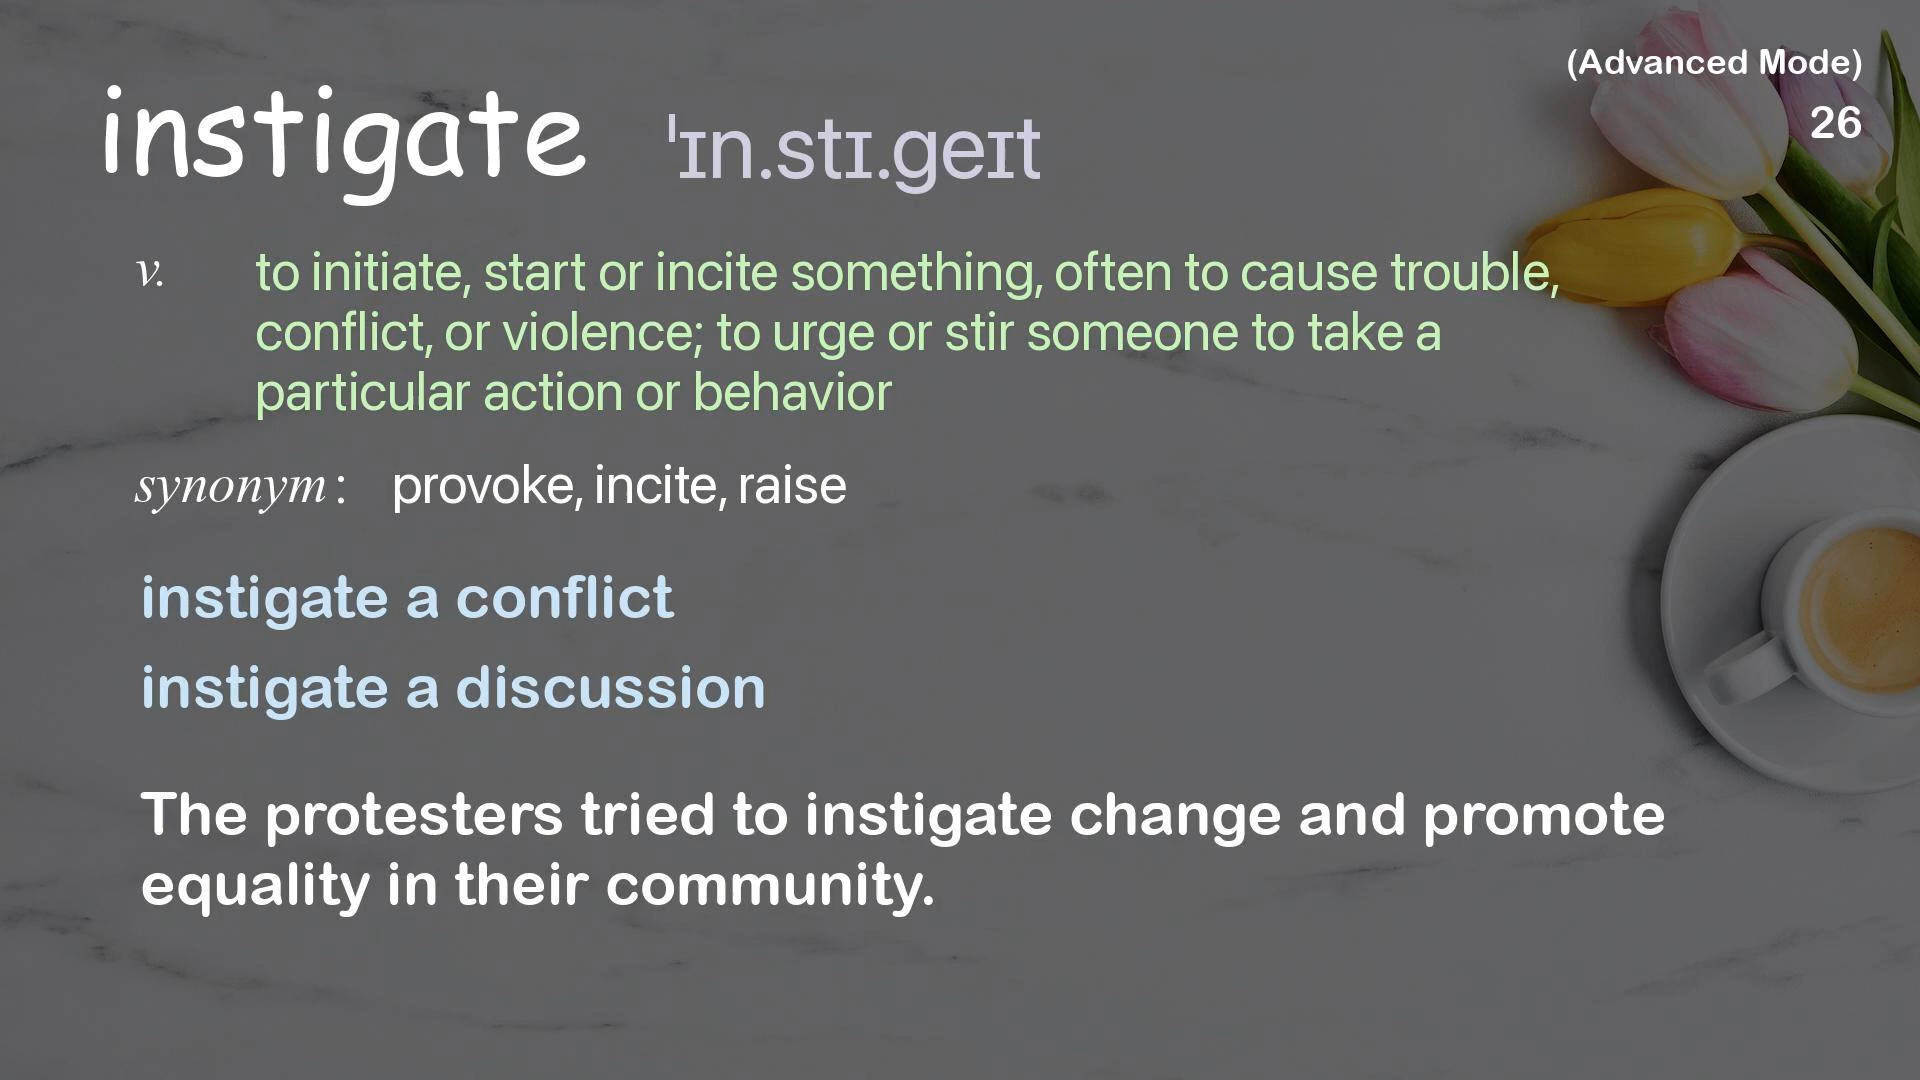 (Advanced Mode)
26
instigate ˈɪn.stɪ.geɪt
v. to initiate, start or incite something, often to cause trouble,
conflict, or violence; to urge or stir someone to take a
particular action or behavior
synonym : provoke, incite, raise
instigate a conflict
instigate a discussion
The protesters tried to instigate change and promote
equality in their community.